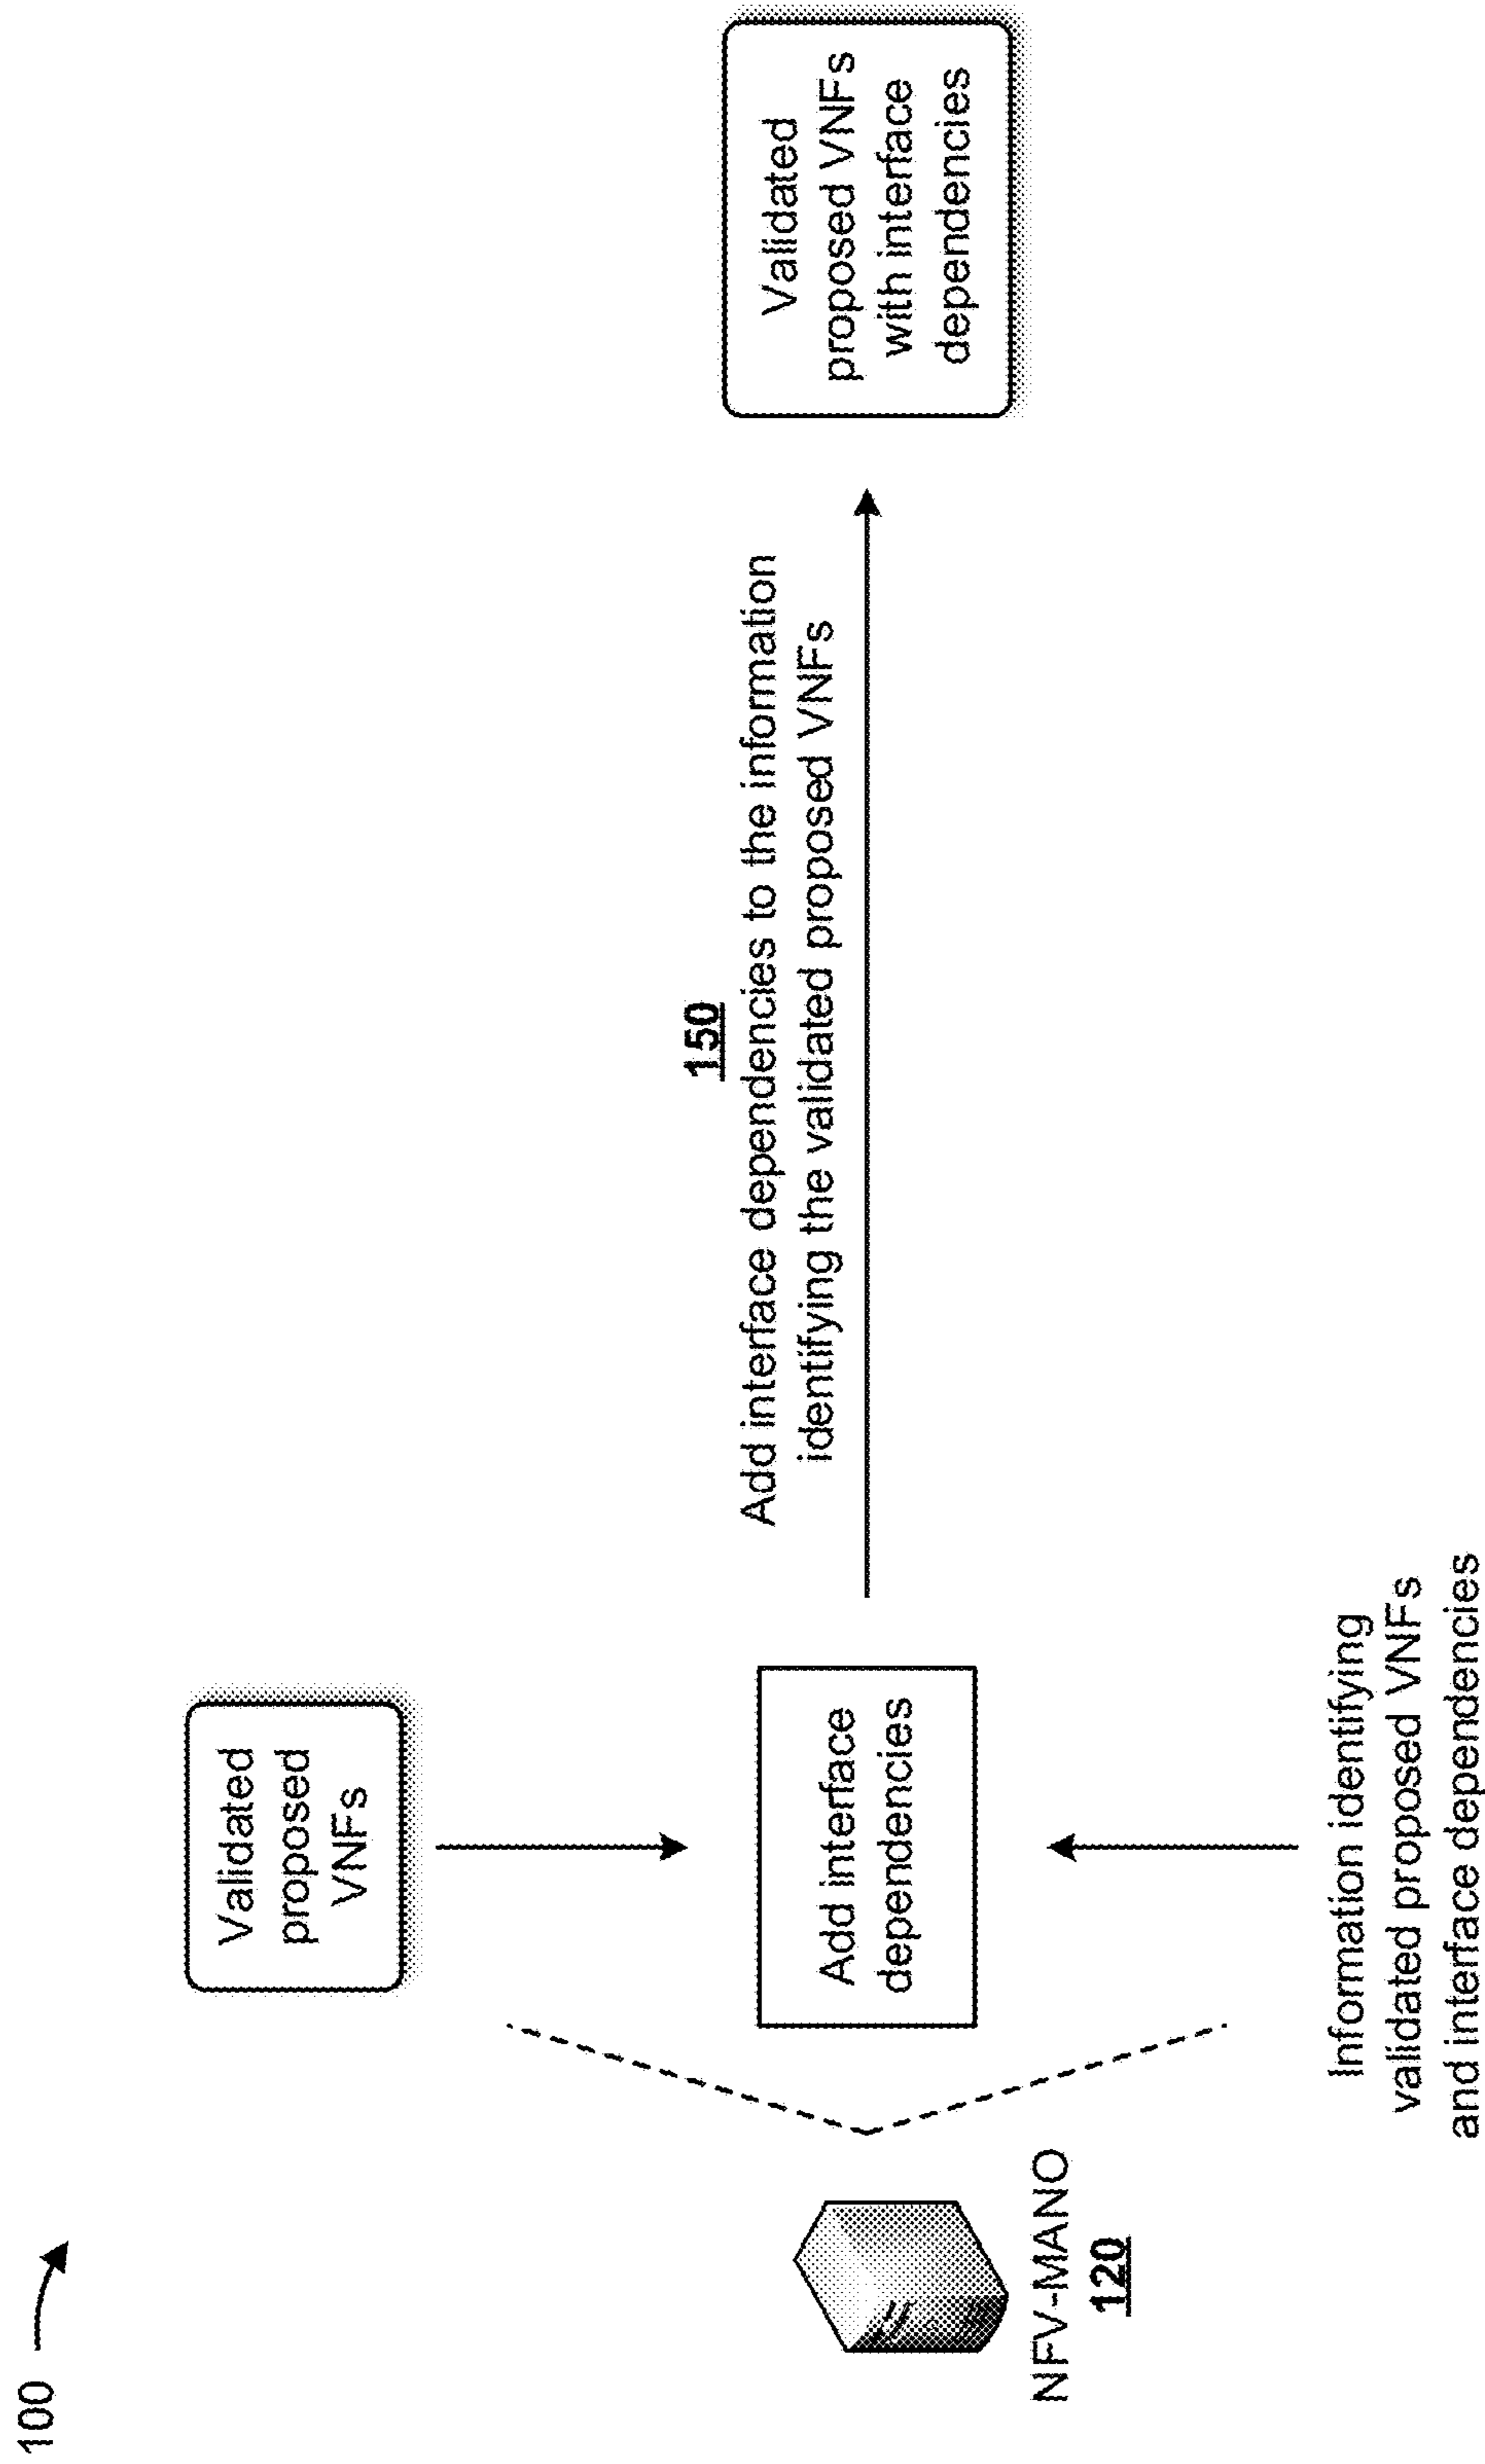 100
Validated
proposed
VNFs
NFV-MANO
120
Add interface
dependencies
150
Add interface dependencies to the information
identifying the validated proposed VNFs
Validated
proposed VNFs
with interface
dependencies
Information identifying
validated proposed VNFs
and interface dependencies